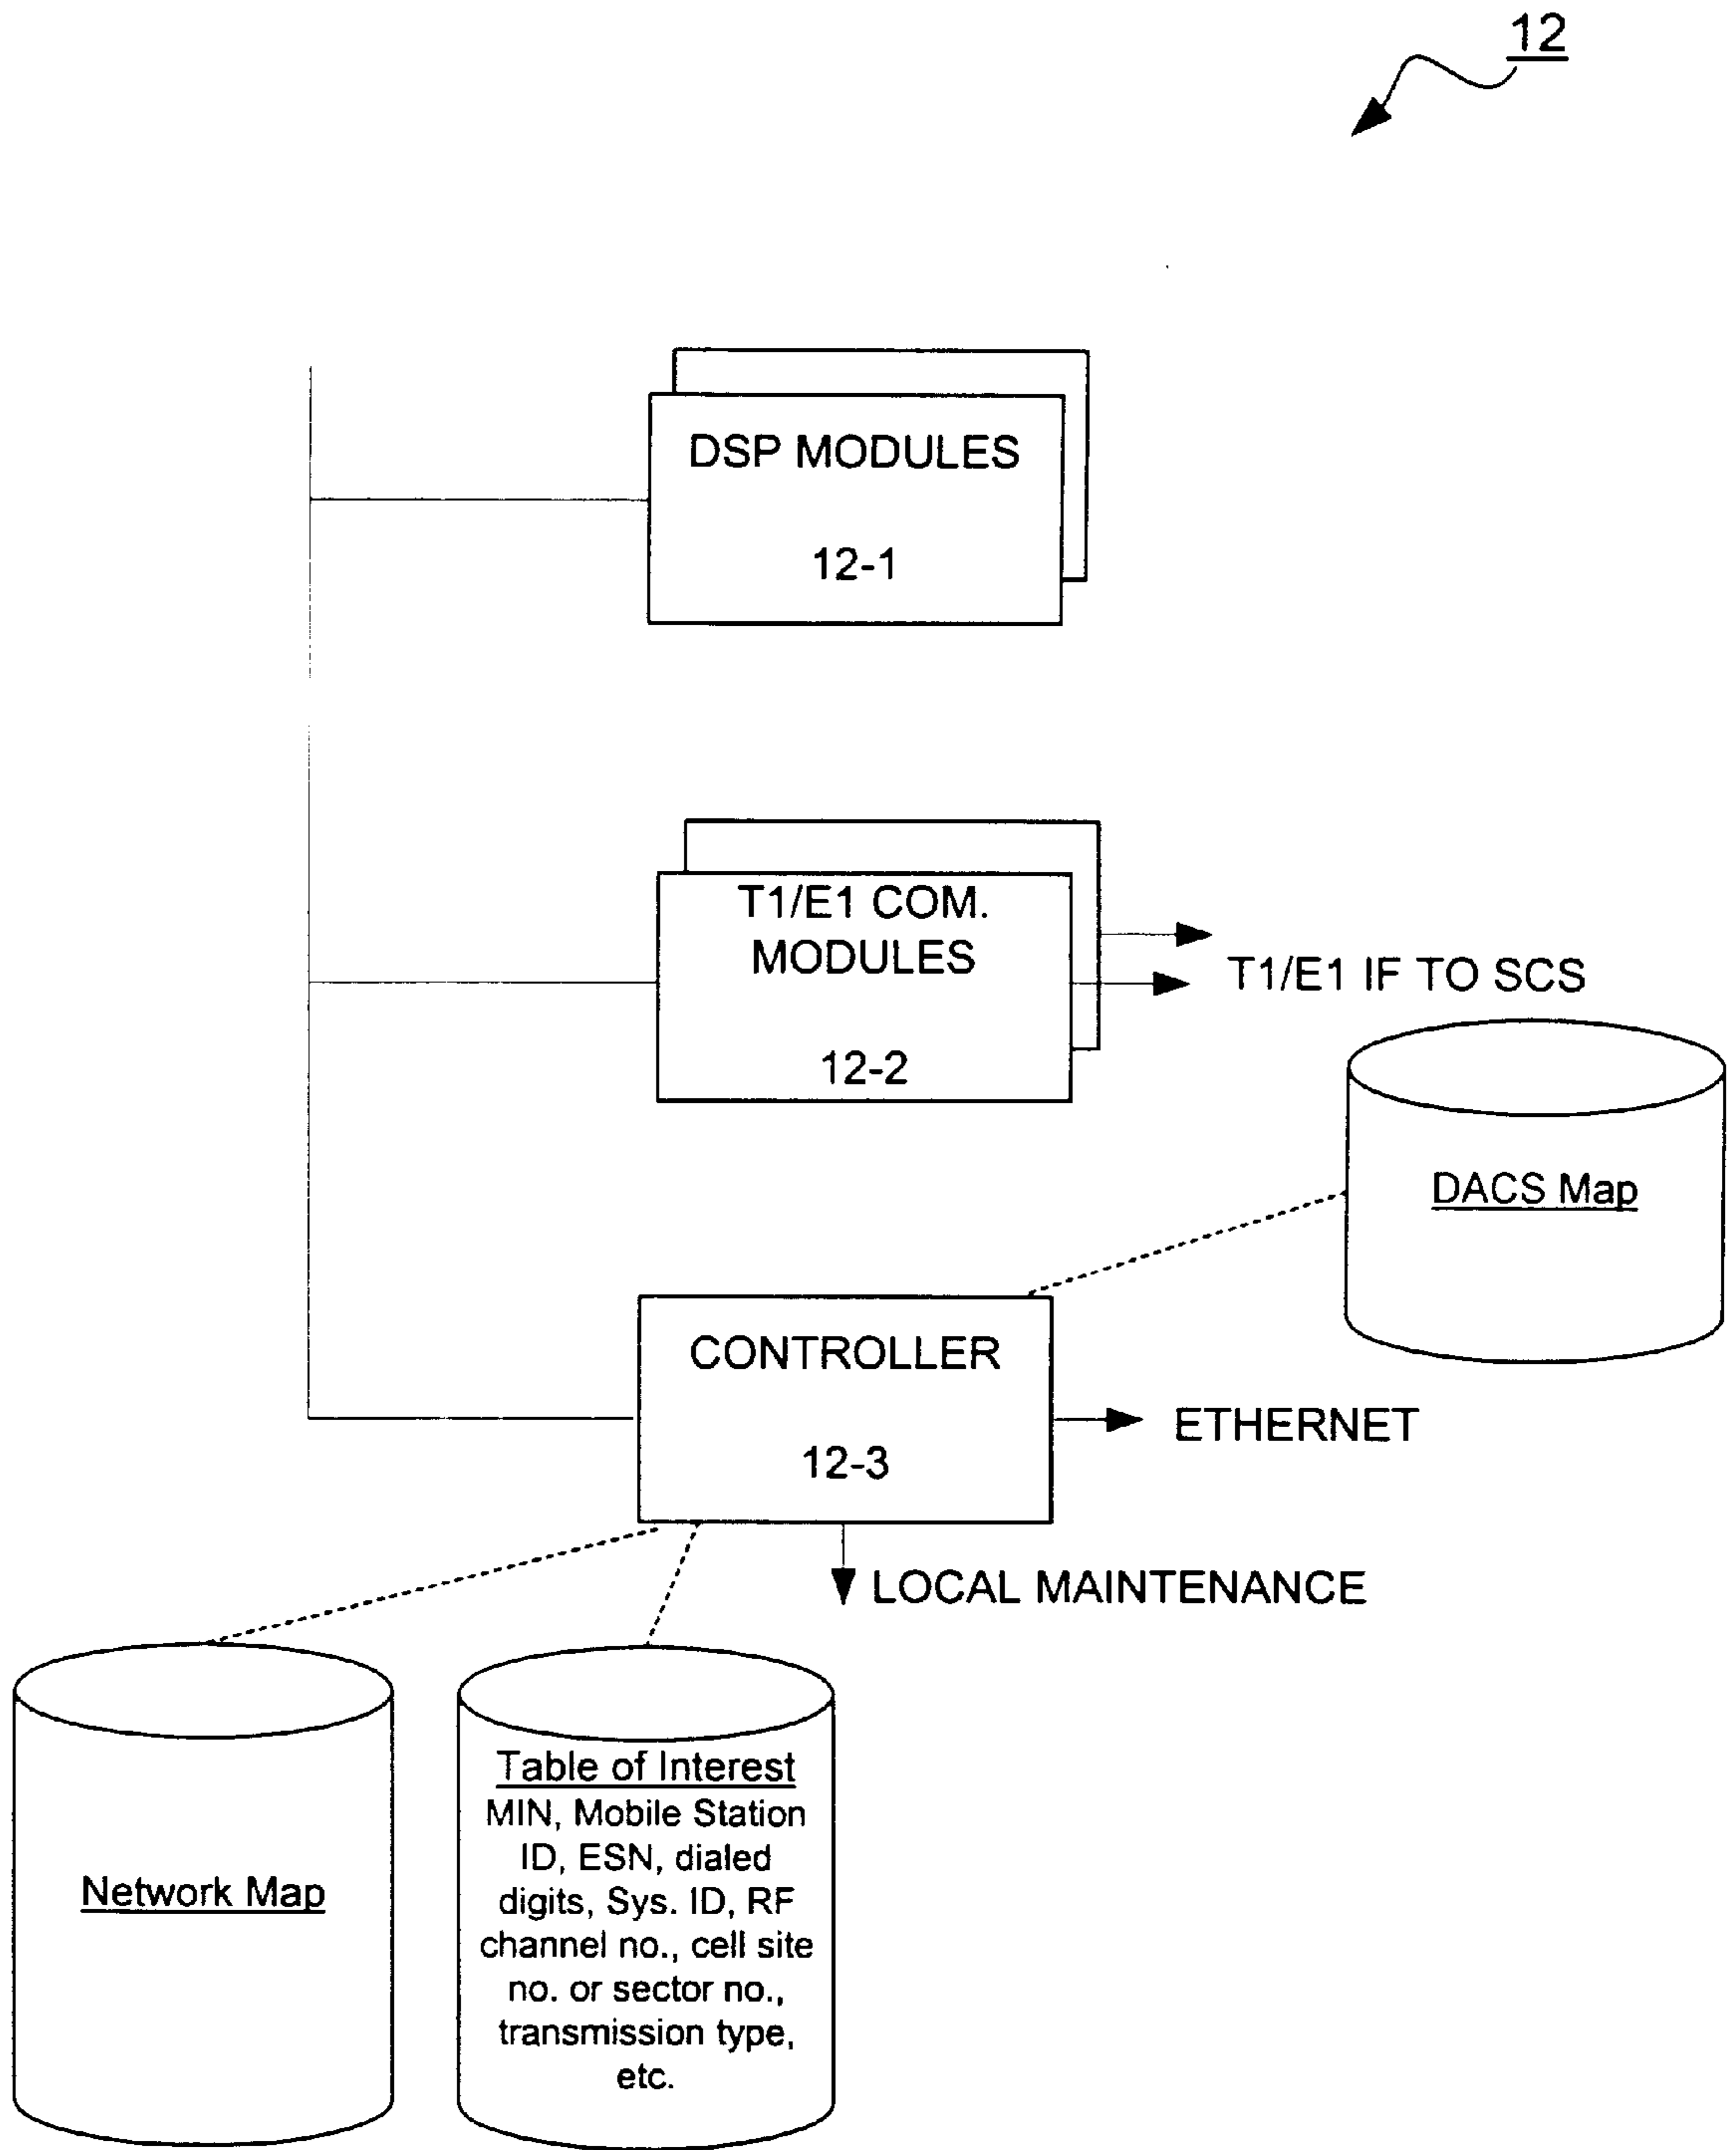 12
DSP MODULES
12-1
T1/E1 COM.
MODULES
12-2
T1/E1 IF TO SCS
DACS Map
CONTROLLER
12-3
ETHERNET
LOCAL MAINTENANCE
Network Map
Table of Interest
MIN, Mobile Station
ID, ESN, dialed
digits, Sys. ID, RF
channel no., cell site
no. or sector no.,
transmission type,
etc.